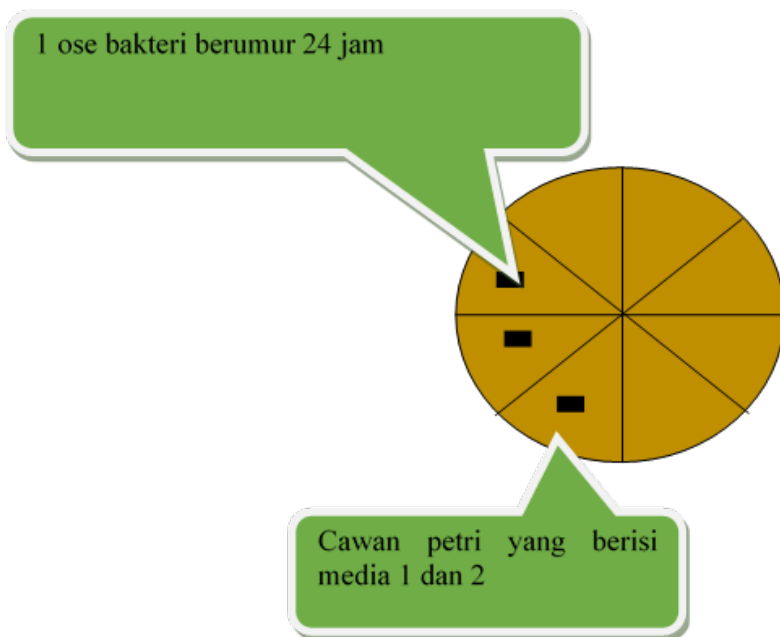 1 ose bakteri berumur 24 jam
Cawan petri yang berisi
media 1 dan 2